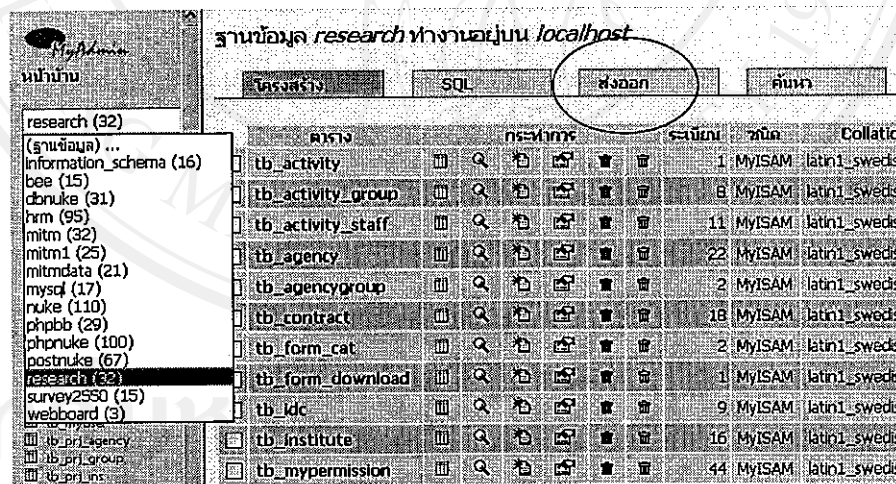 MyAdmin
หน้าบ้าน
research (32)
(ฐานข้อมูล) ...
information_schema (16)
bee (15)
dbnuke (31)
hrm (95)
mitm (32)
mitm1 (25)
mitmdata (21)
mysql (17)
nuke (110)
phpbb (29)
phpnuke (100)
postnuke (67)
research (32)
survey2550 (15)
webboard (3)
tb_prj_agency
tb_prj_group
tb_prj_ins
ฐานข้อมูล research ทำงานอยู่บน localhost
โครงสร้าง SQL ส่งออก ค้นหา
ตาราง กระทำการ ระเบียน ชนิด Collatio
tb_activity 1 MyISAM latin1_swedis
tb_activity_group 8 MyISAM latin1_swedis
tb_activity_staff 11 MyISAM latin1_swedis
tb_agency 22 MyISAM latin1_swedis
tb_agencygroup 2 MyISAM latin1_swedis
tb_contract 18 MyISAM latin1_swedis
tb_form_cat 2 MyISAM latin1_swedis
tb_form_download 1 MyISAM latin1_swedis
9 MyISAM latin1_swedis
tb_institute 16 MyISAM latin1_swedis
tb_mypermission 44 MyISAM latin1_swedis